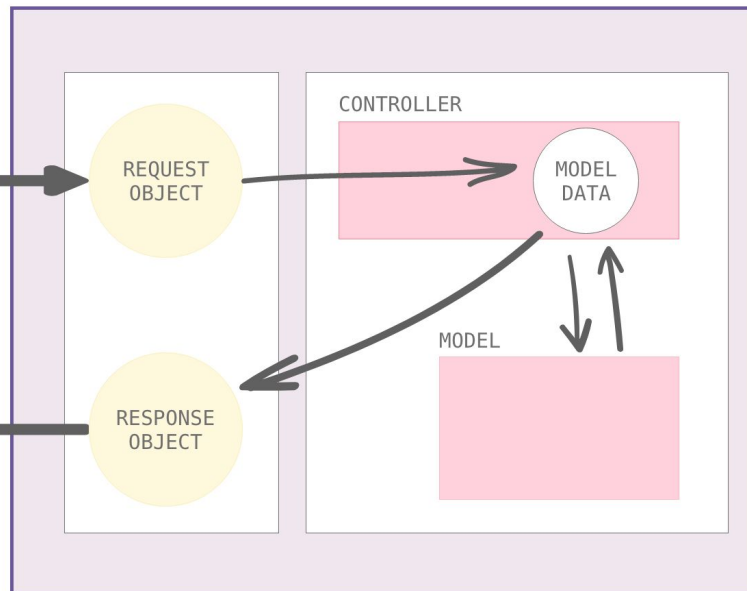 CONTROLLER
REQUEST
OBJECT
MODEL
DATA
MODEL
RESPONSE
OBJECT